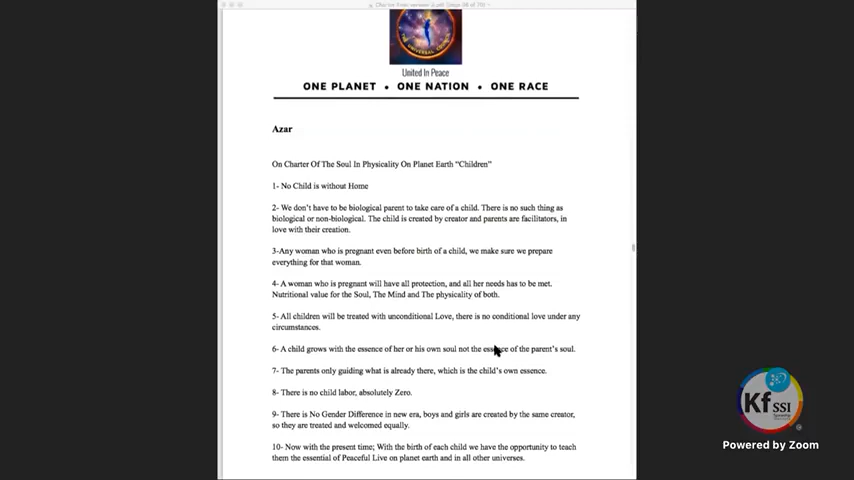 United In Peace
ONE PLANET • ONE NATION • ONE RACE
Azar
On Charter Of The Soul In Physicality On Planet Earth “Children”
1- No Child is without Home
2- We don’t have to be biological parent to take care of a child. There is no such thing as
biological or non-biological. The child is created by creator and parents are facilitators, in
love with their creation.
3-Any woman who is pregnant even before birth of a child, we make sure we prepare
everything for that woman.
4- A woman who is pregnant will have all protection, and all her needs has to be met.
Nutritional value for the Soul, The Mind and The physicality of both.
5- All children will be treated with unconditional Love, there is no conditional love under any
circumstances.
6- A child grows with the essence of her or his own soul not the essence of the parent’s soul.
7- The parents only guiding what is already there, which is the child’s own essence.
8- There is no child labor, absolutely Zero.
9- There is No Gender Difference in new era, boys and girls are created by the same creator,
so they are treated and welcomed equally.
10- Now with the present time; With the birth of each child we have the opportunity to teach
them the essential of Peaceful Live on planet earth and in all other universes.
Kf SSI
Powered by Zoom